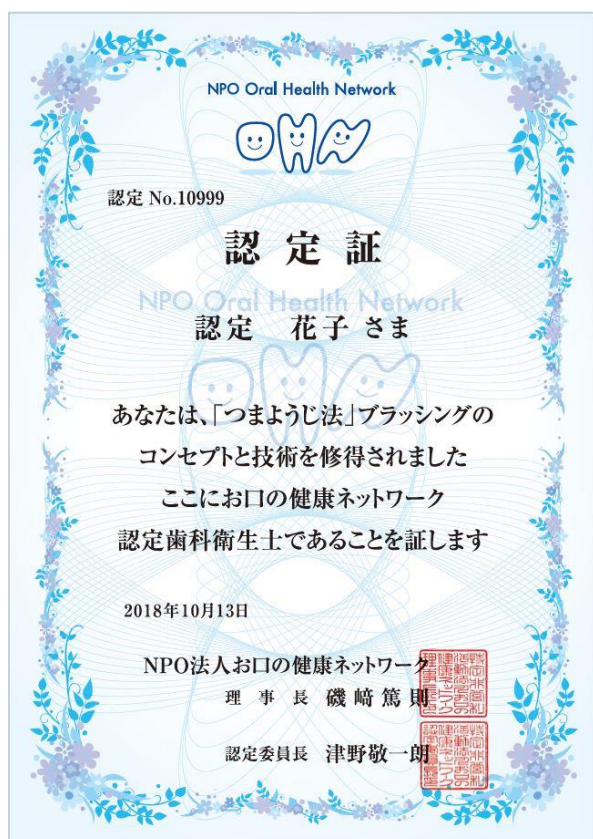 NPO Oral Health Network
OHN
認定 No.10999
認定証
NPO Oral Health Network
認定 花子 さま
OHN
あなたは、「つまようじ法」ブラッシングの
コンセプトと技術を修得されました
ここにお口の健康ネットワーク
認定歯科衛生士であることを証します
2018年10月13日
NPO法人お口の健康ネットワーク
理事長 磯﨑篤則
認定委員長 津野敬一朗